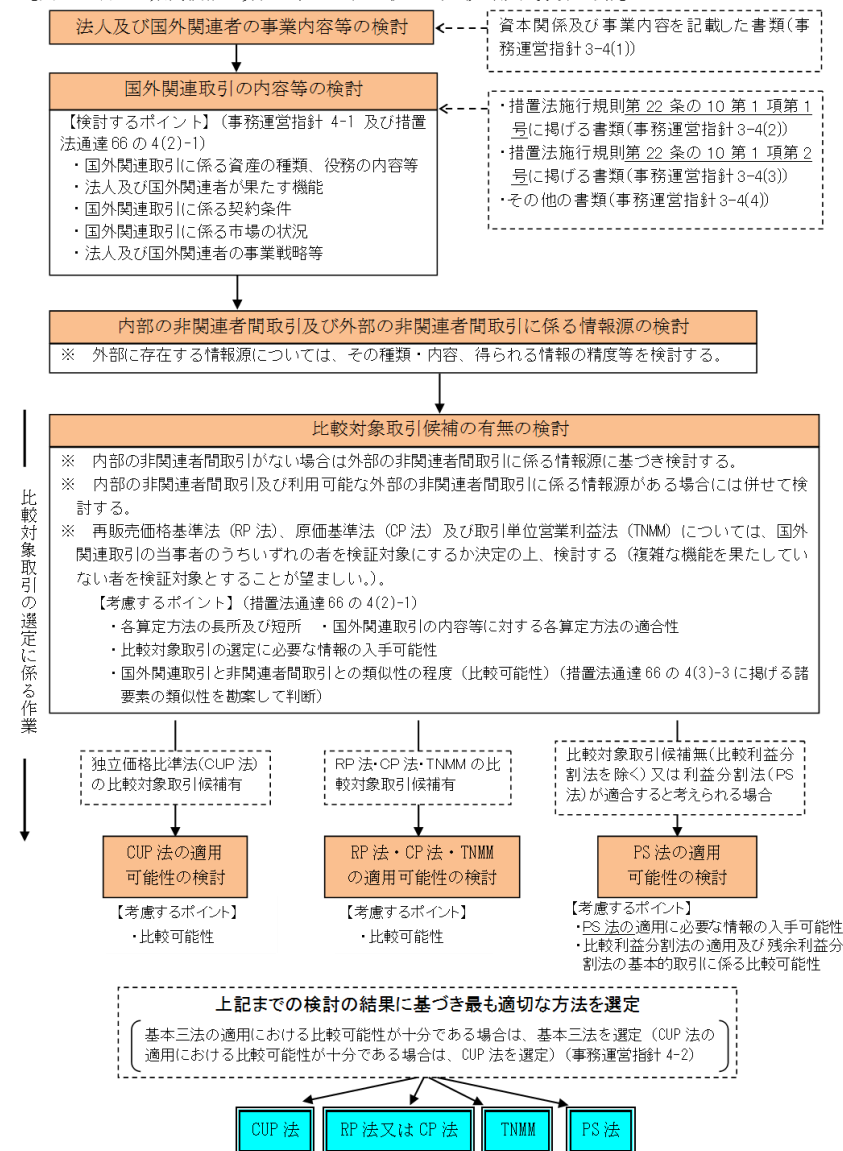 法人及び国外関連者の事業内容等の検討
資本関係及び事業内容を記載した書類(事
務運営指針3-4(1))
国外関連取引の内容等の検討
【検討するポイント】(事務運営指針 4-1 及び措置
法通達66の4(2)-1)
・国外関連取引に係る資産の種類、役務の内容等
・法人及び国外関連者が果たす機能
・国外関連取引に係る契約条件
・国外関連取引に係る市場の状況
・法人及び国外関連者の事業戦略等
・措置法施行規則第 22 条の 10 第 1 項第 1
号に掲げる書類(事務運営指針3-4(2))
・措置法施行規則第 22 条の 10 第 1 項第 2
号に掲げる書類(事務運営指針3-4(3))
・その他の書類(事務運営指針3-4(4))
内部の非関連者間取引及び外部の非関連者間取引に係る情報源の検討
※ 外部に存在する情報源については、その種類・内容、得られる情報の精度等を検討する。
比較対象取引の選定に係る作業
比較対象取引候補の有無の検討
※ 内部の非関連者間取引がない場合は外部の非関連者間取引に係る情報源に基づき検討する。
※ 内部の非関連者間取引及び利用可能な外部の非関連者間取引に係る情報源がある場合には併せて検
討する。
※ 再販売価格基準法(RP法)、原価基準法(CP法)及び取引単位営業利益法(TNMM)については、国外
関連取引の当事者のうちいずれの者を検証対象にするか決定の上、検討する(複雑な機能を果たしてい
ない者を検証対象とすることが望ましい。)。
【考慮するポイント】(措置法通達66の4(2)-1)
・各算定方法の長所及び短所 ・国外関連取引の内容等に対する各算定方法の適合性
・比較対象取引の選定に必要な情報の入手可能性
・国外関連取引と非関連者間取引との類似性の程度(比較可能性)(措置法通達66の4(3)-3に掲げる諸
要素の類似性を勘案して判断)
独立価格比準法(CUP法)
の比較対象取引候補有
RP法・CP法・TNMMの比
較対象取引候補有
比較対象取引候補無(比較利益分
割法を除く)又は利益分割法(PS
法)が適合すると考えられる場合
CUP法の適用
可能性の検討
RP法・CP法・TNMM
の適用可能性の検討
PS法の適用
可能性の検討
【考慮するポイント】
・比較可能性
【考慮するポイント】
・比較可能性
【考慮するポイント】
・PS法の適用に必要な情報の入手可能性
・比較利益分割法の適用及び残余利益分
割法の基本的取引に係る比較可能性
上記までの検討の結果に基づき最も適切な方法を選定
基本三法の適用における比較可能性が十分である場合は、基本三法を選定(CUP法の
適用における比較可能性が十分である場合は、CUP法を選定)(事務運営指針4-2)
CUP法
RP法又はCP法
TNMM
PS法